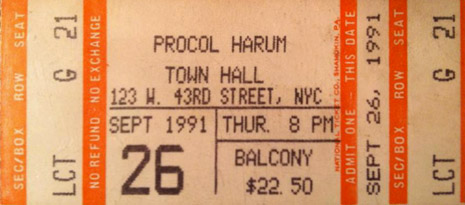 SEC/BOX ROW SEAT
LCT G 21
NO REFUND NO EXCHANGE
PROCOL HARUM
TOWN HALL
123 W. 43RD STREET, NYC
SEPT 1991
26
THUR. 8 PM
BALCONY
$22.50
ADMIT ONE — THIS DATE
SEPT 26, 1991
SEC/BOX ROW SEAT
LCT G 21